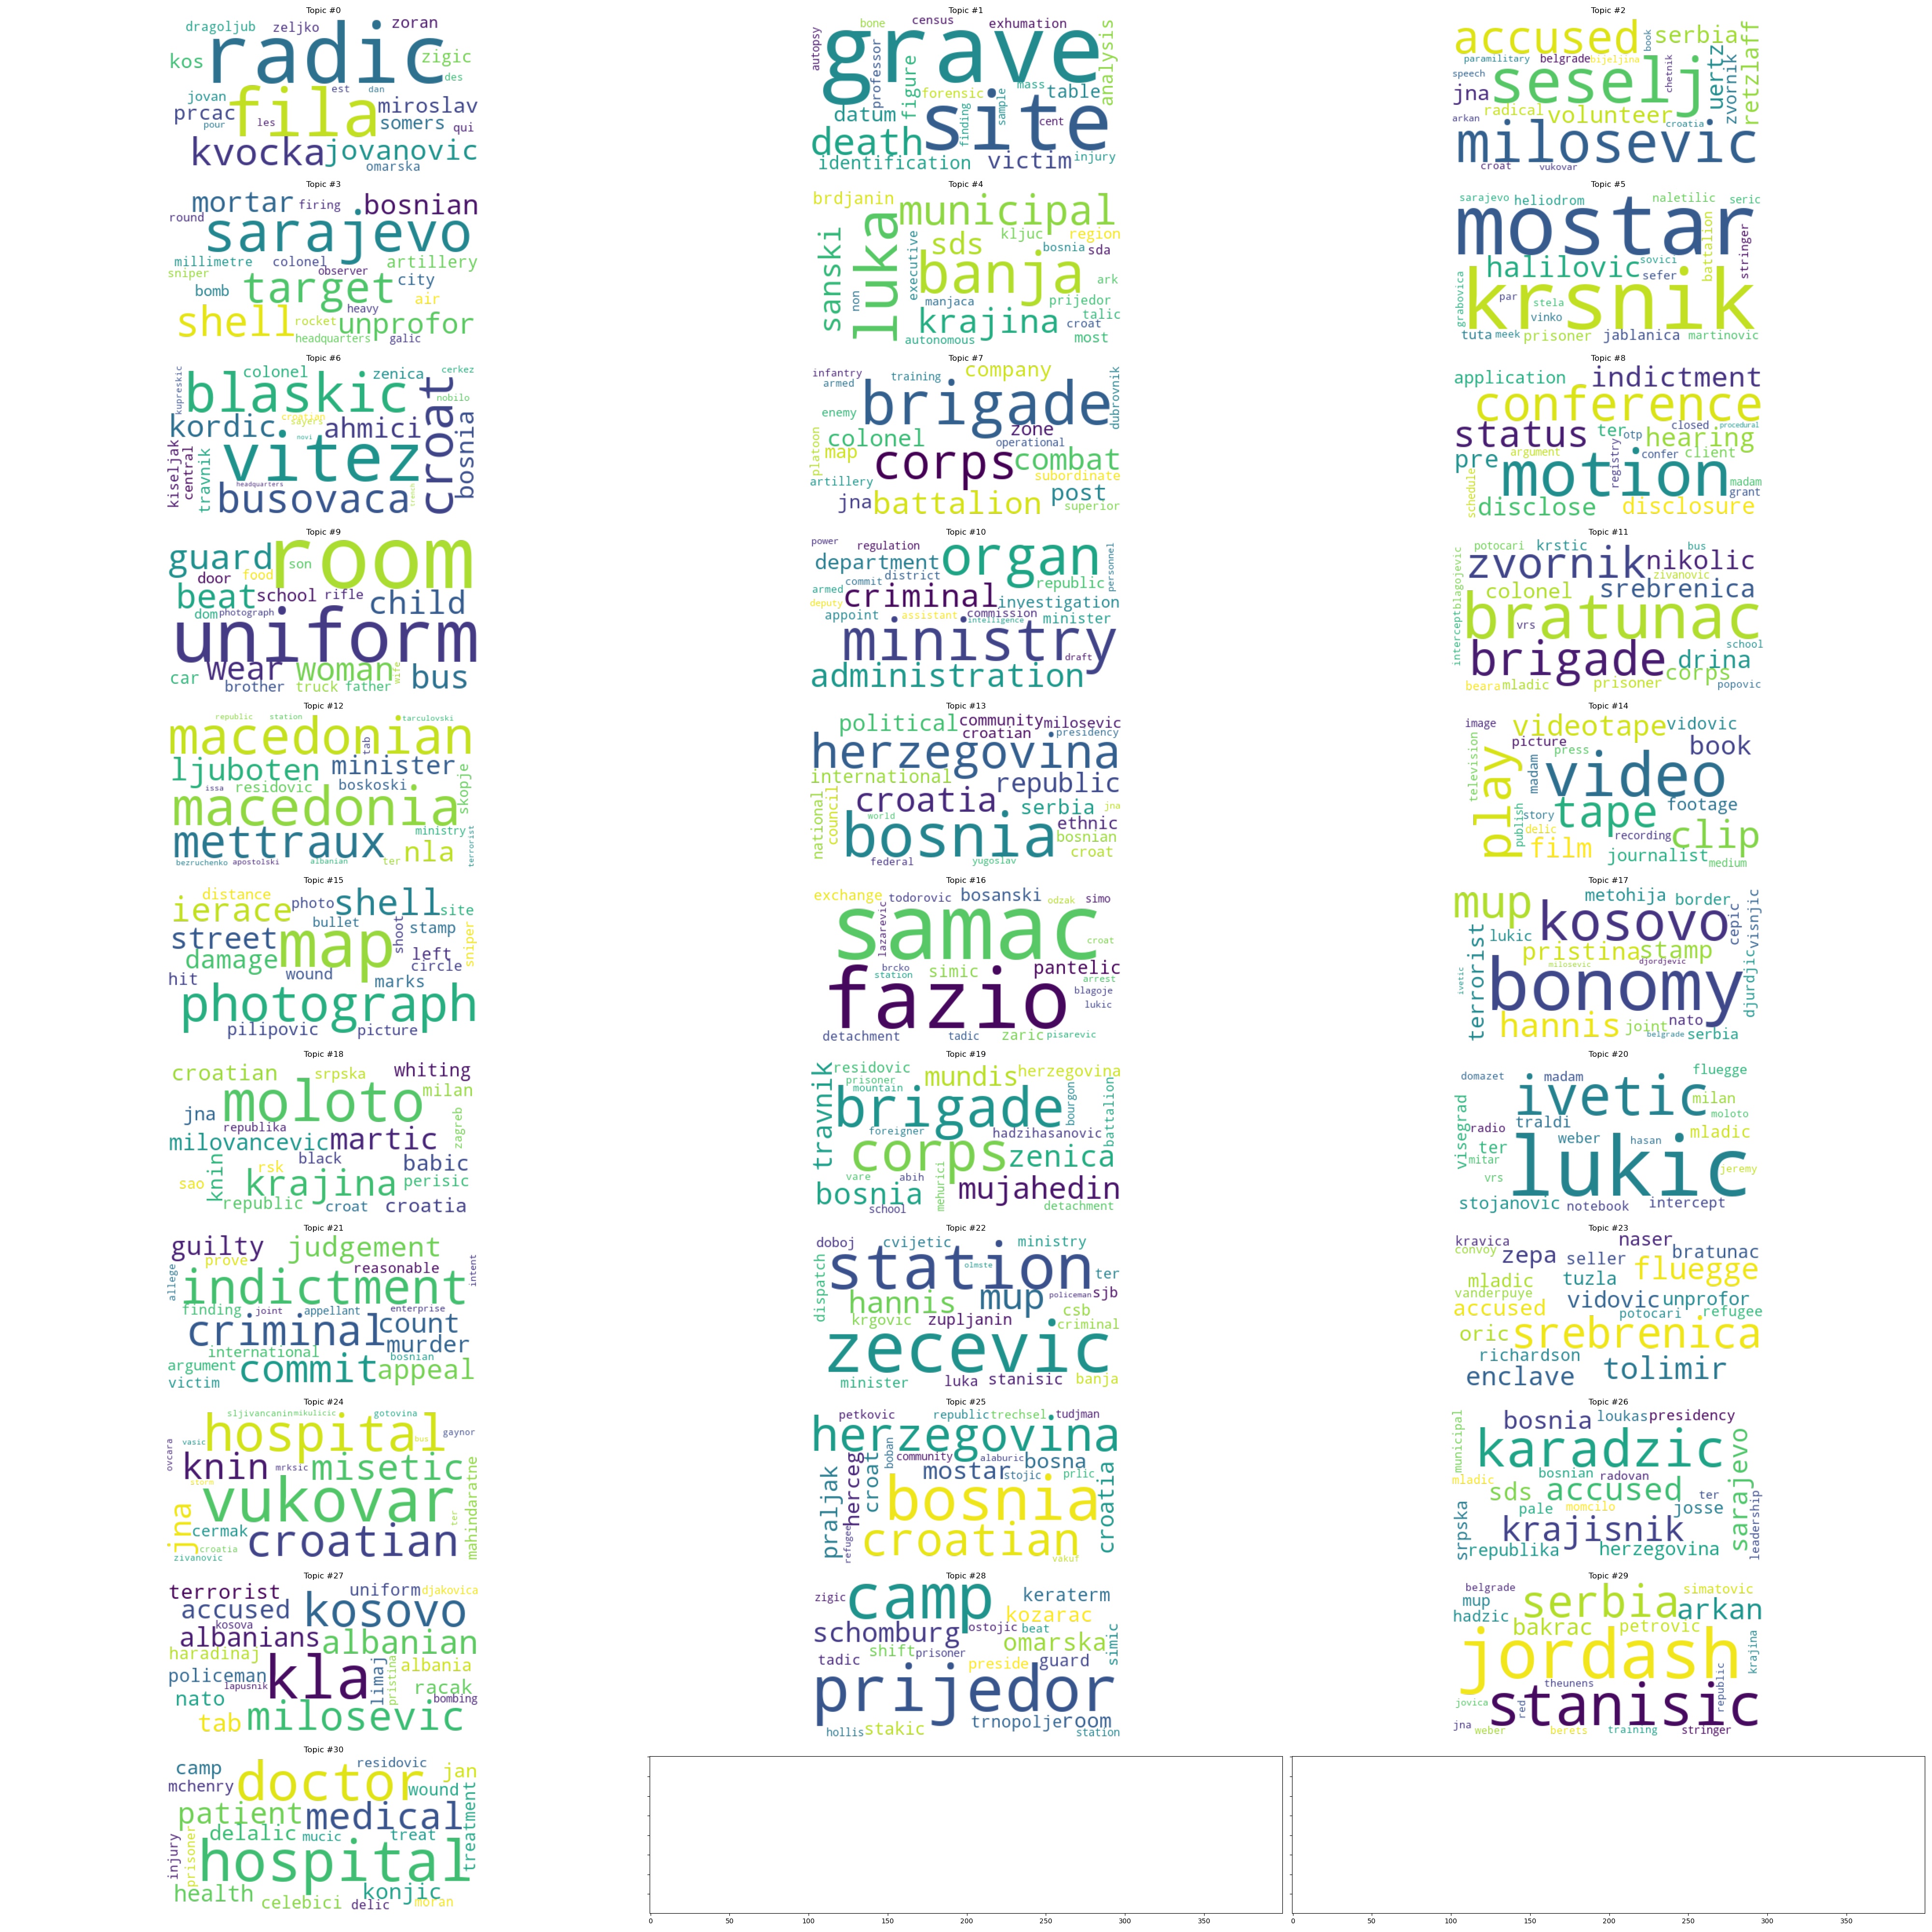 Topic #0
dragoljub zeljko zoran
radic
kos zigic
des
est dan
jovan fila miroslav
prcac somers
pour les qui
kvocka jovanovic
omarska
Topic #1
bone census exhumation
autopsy grave analysis
professor figure
forensic mass table
datum finding sample cent
death site
identification victim injury
Topic #2
accused book serbia
paramilitary belgrade bijeljina
speech seselj chetnik uertz zvornik retzlaff
jna radical volunteer
arkan croatia
milosevic
croat vukovar
Topic #3
mortar firing bosnian
round sarajevo
millimetre colonel artillery
sniper observer
bomb target city
air
heavy
shell rocket unprofor
headquarters galic
Topic #4
brdjanin municipal
luka sds kljuc region
sanski executive bosnia sda
non banja ark
manjaca prijedor
krajina talic
croat
autonomous most
Topic #5
sarajevo heliodrom naletilic seric
mostar battalion stringer
halilovic sovici
sefer
grabovica par krsnik
stela
vinko
tuta meek prisoner jablanica martinovic
Topic #6
colonel zenica cerkez
kupreskic blaskic croat
nobilo
kordic croatian
sayers ahmici bosnia
novi
kiseljak central travnik vitez
headquarters
busovaca french
Topic #7
infantry training company
armed
enemy brigade dubrovnik
zone
colonel operational
platoon map corps combat
artillery subordinate
jna battalion post
superior
Topic #8
application indictment
conference
status ter otp closed procedural
hearing
pre argument registry confer client
motion madam
schedule grant
disclose disclosure
Topic #9
guard room
son
door food
beat school rifle child
dom photograph
uniform
wear woman wife
car bus
brother truck father
Topic #10
power regulation organ personnel
department
district
commit republic
armed criminal investigation
deputy
appoint assistant commission minister
intelligence
ministry
draft
administration
Topic #11
potocari krstic bus
intercept blagojevic zvornik nikolic
zivanovic
colonel srebrenica
bratunac
vrs
school
brigade drina
corps
beara mladic prisoner popovic
Topic #12
republic station tarculovski
macedonian
tab
ljuboten minister
issa residovic boskoski skopje
macedonia
ministry
mettraux nla terrorist
bezruchenko apostolski albanian ter
Topic #13
political community milosevic
croatian presidency
herzegovina
international republic
national council croatia serbia jna
world ethnic
bosnia bosnian
croat
federal yugoslav
Topic #14
image videotape vidovic
picture press book
television play madam video
publish story tape footage
delic recording clip
film journalist medium
Topic #15
distance photo shell
ierace site
bullet
street map shoot stamp sniper
damage left
circle
hit wound marks
photograph
pilipovic picture
Topic #16
exchange todorovic bosanski odzak simo
lazarevic samac
croat
brcko pantelic
station simic arrest
fazio blagoje
lukic
detachment tadic zaric pisarevic
Topic #17
mup metohija border
kosovo cepic visnjic
lukic
terrorist pristina stamp djurdjic
milosevic djordjevic
ivetic bonomy
hannis joint nato
belgrade serbia
Topic #18
croatian srpska whiting
moloto milan
jna republika zagreb
milovancevic martic
knin black babic
rsk
sao krajina perisic
republic croat croatia
Topic #19
travnik residovic mundis herzegovina
prisoner
mountain
brigade bourgon battalion
foreigner hadzihasanovic
corps zenica
vare abih mehurici
bosnia mujahedin
school detachment
Topic #20
domazet madam fluegge
ivetic milan
visegrad radio traldi moloto
ter weber hasan mladic
mitar
vrs lukic jeremy
stojanovic notebook intercept
Topic #21
guilty judgement
prove reasonable intent
allege indictment
finding joint appellant enterprise
criminal count
international murder
argument bosnian
commit appeal
victim
Topic #22
doboj cvijetic ministry
station
dispatch olmste ter
hannis mup policeman sjb
csb
krgovic zupljanin criminal
zecevic
minister luka stanisic banja
Topic #23
kravica naser
convoy zepa seller bratunac
mladic tuzla fluegge
vanderpuye vidovic unprofor
accused potocari refugee
oric srebrenica
richardson
enclave tolimir
Topic #24
sljivancanin mikulicic gotovina
ovcara vasic hospital bus gaynor
knin mrksic misetic
storm
jna vukovar ter mahindaratne
cermak
croatia croatian
zivanovic
Topic #25
petkovic republic trechsel tudjman
herzegovina
boban community alaburic bosna
praljak herceg croat mostar stojic prlic croatia
bosnia
refugee croatian
vakuf
Topic #26
municipal bosnia loukas presidency
karadzic sarajevo
mladic bosnian radovan
sds accused ter
pale momcilo josse
srpska krajisnik leadership
republika herzegovina
Topic #27
terrorist uniform djakovica
accused kosovo
kosova
albanians albanian
haradinaj
policeman kla limaj pristina albania
lapusnik racak
nato bombing
tab milosevic
Topic #28
zigic camp keraterm
kozarac
schomburg ostojic beat
omarska simic
shift prisoner
tadic preside guard
prijedor
trnopolje room
hollis stakic station
Topic #29
belgrade serbia simatovic
mup arkan
hadzic bakrac petrovic
jordash krajina
theunens
jovica red stanisic republic
jna weber berets training stringer
Topic #30
camp residovic jan
mchenry doctor wound
patient medical treatment
delalic mucic treat
injury prisoner hospital
health konjic
celebici delic moran
0 50 100 150 200 250 300 350
0 50 100 150 200 250 300 350